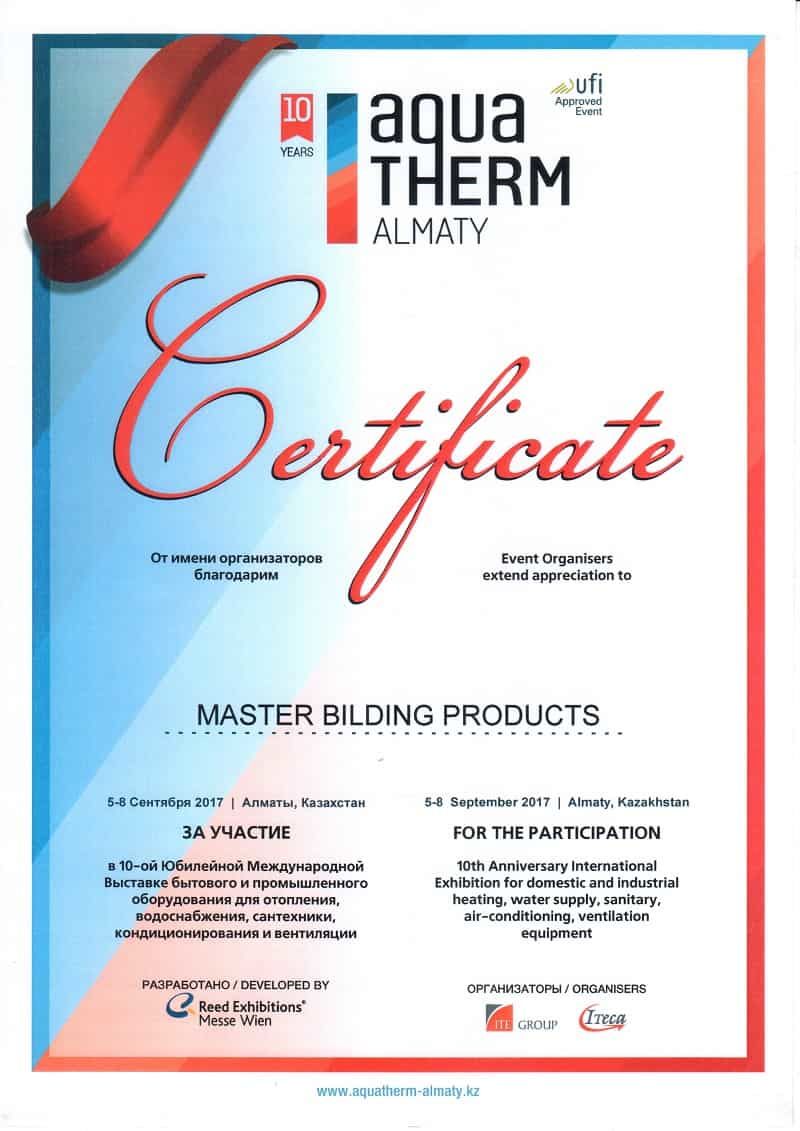 10
YEARS
aqua
THERM
ALMATY
ufi
Approved
Event
Certificate
От имени организаторов
благодарим
Event Organisers
extend appreciation to
MASTER BILDING PRODUCTS
5-8 Сентября 2017 | Алматы, Казахстан
ЗА УЧАСТИЕ
в 10-ой Юбилейной Международной
Выставке бытового и промышленного
оборудования для отопления,
водоснабжения, сантехники,
кондиционирования и вентиляции
5-8 September 2017 | Almaty, Kazakhstan
FOR THE PARTICIPATION
10th Anniversary International
Exhibition for domestic and industrial
heating, water supply, sanitary,
air-conditioning, ventilation
equipment
РАЗРАБОТАНО / DEVELOPED BY
Reed Exhibitions®
Messe Wien
ОРГАНИЗАТОРЫ / ORGANISERS
ITE GROUP
ITECA
www.aquatherm-almaty.kz